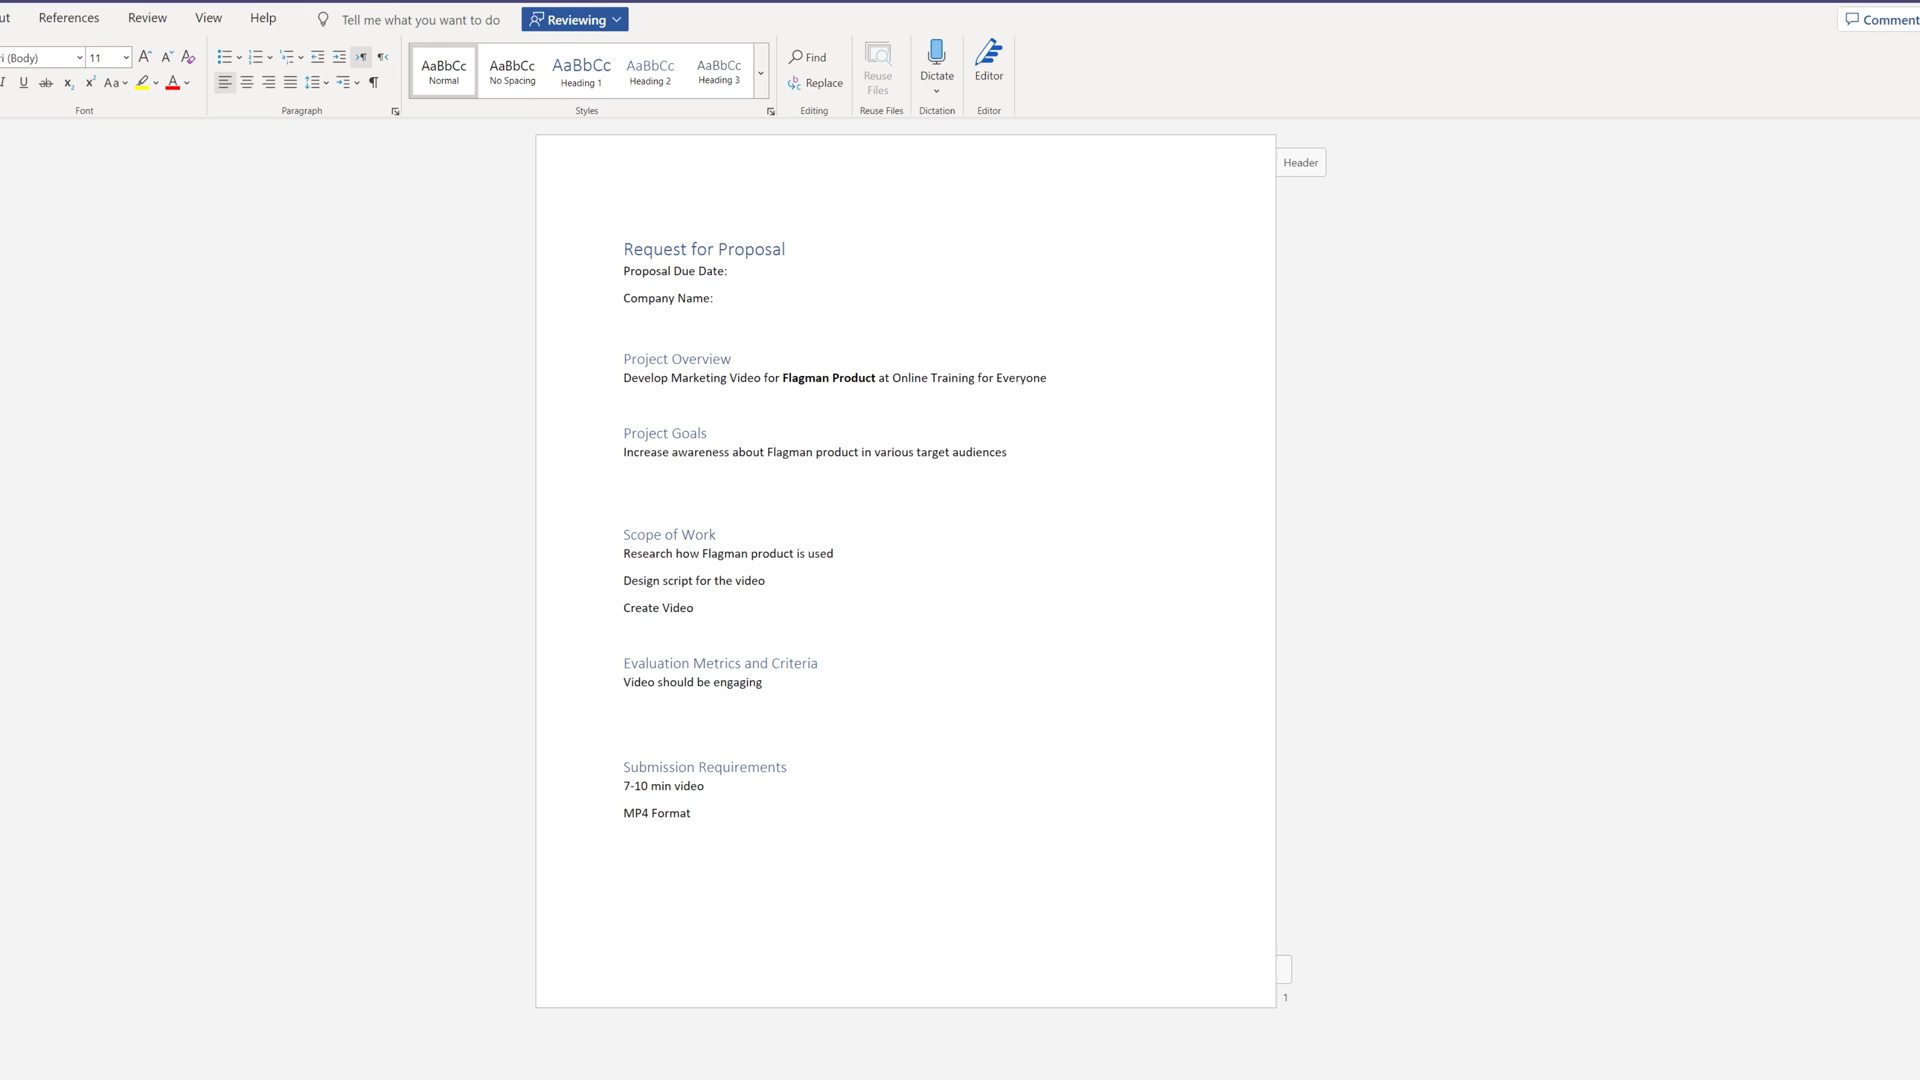 ut References Review View Help Tell me what you want to do Reviewing Comment
i (Body) 11 A A A Find
I U ab x2 x2 Aa A Replace
AaBbCc AaBbCc AaBbCc AaBbCc AaBbCc
Normal No Spacing Heading 1 Heading 2 Heading 3
Reuse Files Dictate Editor
Font Paragraph Styles Editing Reuse Files Dictation Editor
Header
Request for Proposal
Proposal Due Date:
Company Name:
Project Overview
Develop Marketing Video for Flagman Product at Online Training for Everyone
Project Goals
Increase awareness about Flagman product in various target audiences
Scope of Work
Research how Flagman product is used
Design script for the video
Create Video
Evaluation Metrics and Criteria
Video should be engaging
Submission Requirements
7-10 min video
MP4 Format
1